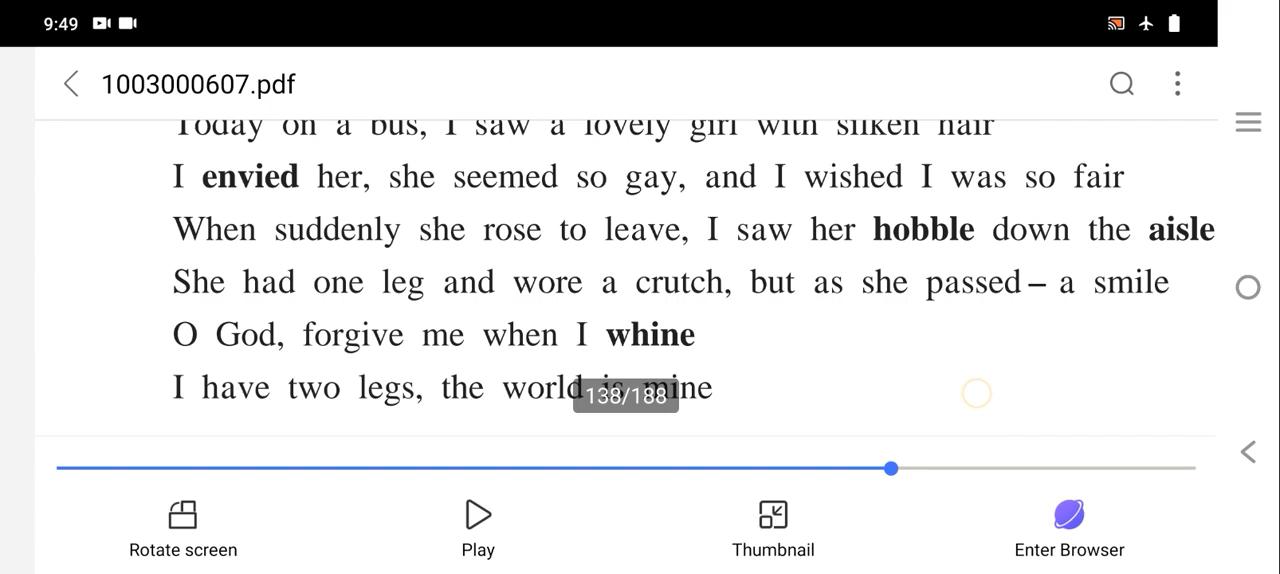 9:49
1003000607.pdf
Today on a bus, I saw a lovely girl with silken hair
I envied her, she seemed so gay, and I wished I was so fair
When suddenly she rose to leave, I saw her hobble down the aisle
She had one leg and wore a crutch, but as she passed – a smile
O God, forgive me when I whine
I have two legs, the world is mine
138/188
Rotate screen
Play
Thumbnail
Enter Browser